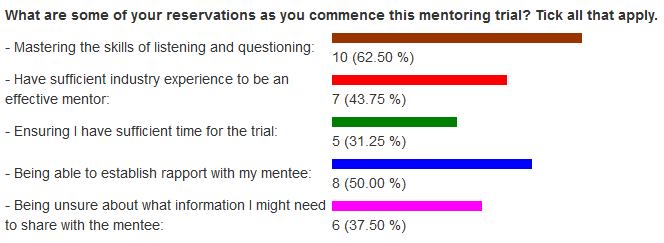 What are some of your reservations as you commence this mentoring trial? Tick all that apply.
- Mastering the skills of listening and questioning:
10 (62.50 %)
- Have sufficient industry experience to be an
effective mentor:
7 (43.75 %)
- Ensuring I have sufficient time for the trial:
5 (31.25 %)
- Being able to establish rapport with my mentee:
8 (50.00 %)
- Being unsure about what information I might need
to share with the mentee:
6 (37.50 %)